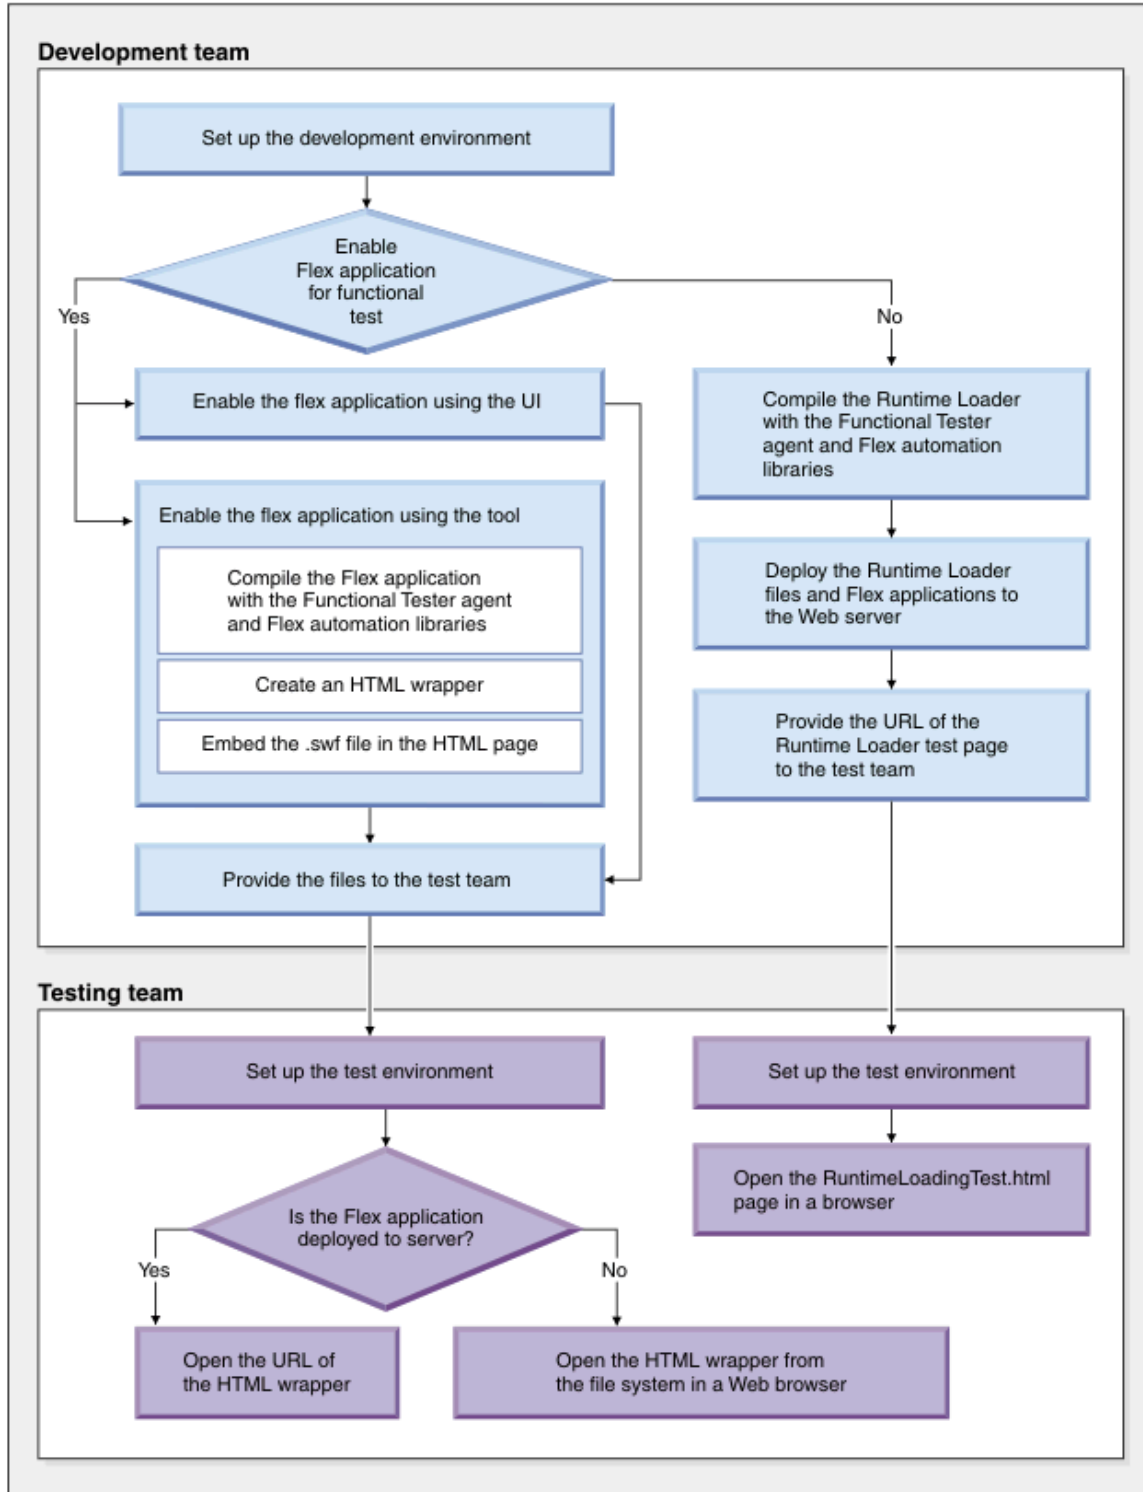 Development team
Set up the development environment
Enable
Flex application
for functional
test
Yes
No
Enable the flex application using the UI
Enable the flex application using the tool
Compile the Flex application
with the Functional Tester agent
and Flex automation libraries
Create an HTML wrapper
Embed the .swf file in the HTML page
Provide the files to the test team
Compile the Runtime Loader
with the Functional Tester
agent and Flex automation
libraries
Deploy the Runtime Loader
files and Flex applications to
the Web server
Provide the URL of the
Runtime Loader test page
to the test team
Testing team
Set up the test environment
Is the Flex application
deployed to server?
Yes
No
Open the URL of
the HTML wrapper
Open the HTML wrapper from
the file system in a Web browser
Set up the test environment
Open the RuntimeLoadingTest.html
page in a browser